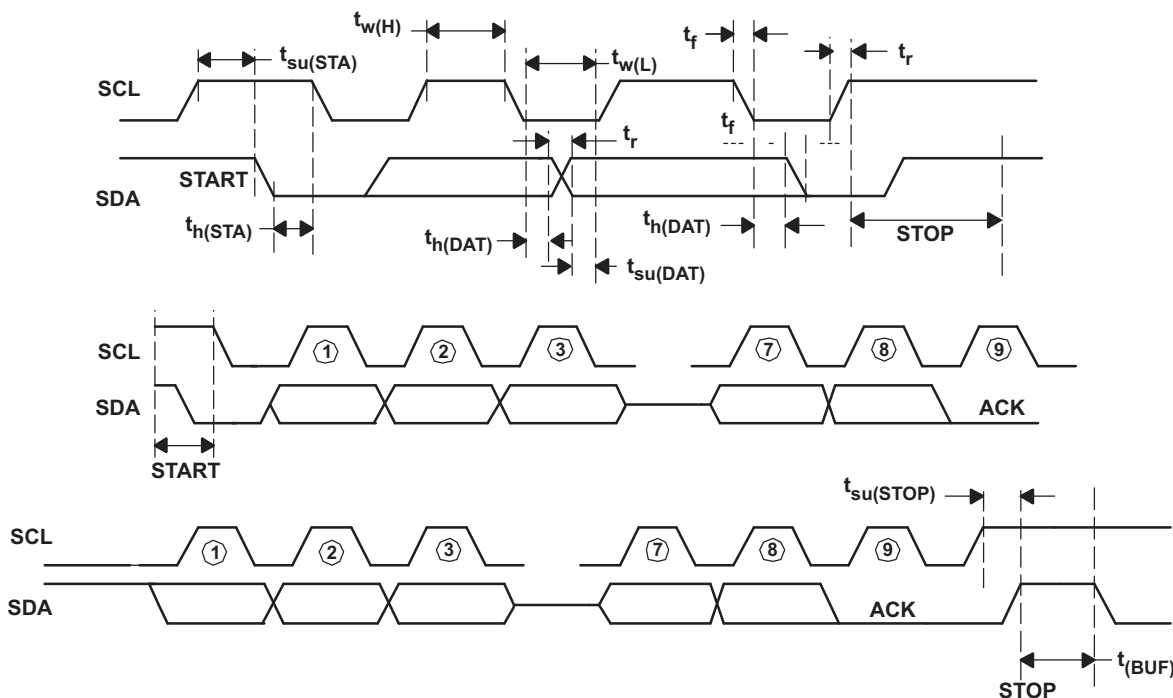 t_w(H)
t_f
t_su(STA)
t_w(L)
t_r
SCL
t_r
t_f
START
SDA
t_h(STA)
t_h(DAT)
t_h(DAT)
STOP
t_su(DAT)
SCL
1 2 3 7 8 9
SDA
ACK
START
t_su(STOP)
SCL
1 2 3 7 8 9
SDA
ACK
t_(BUF)
STOP